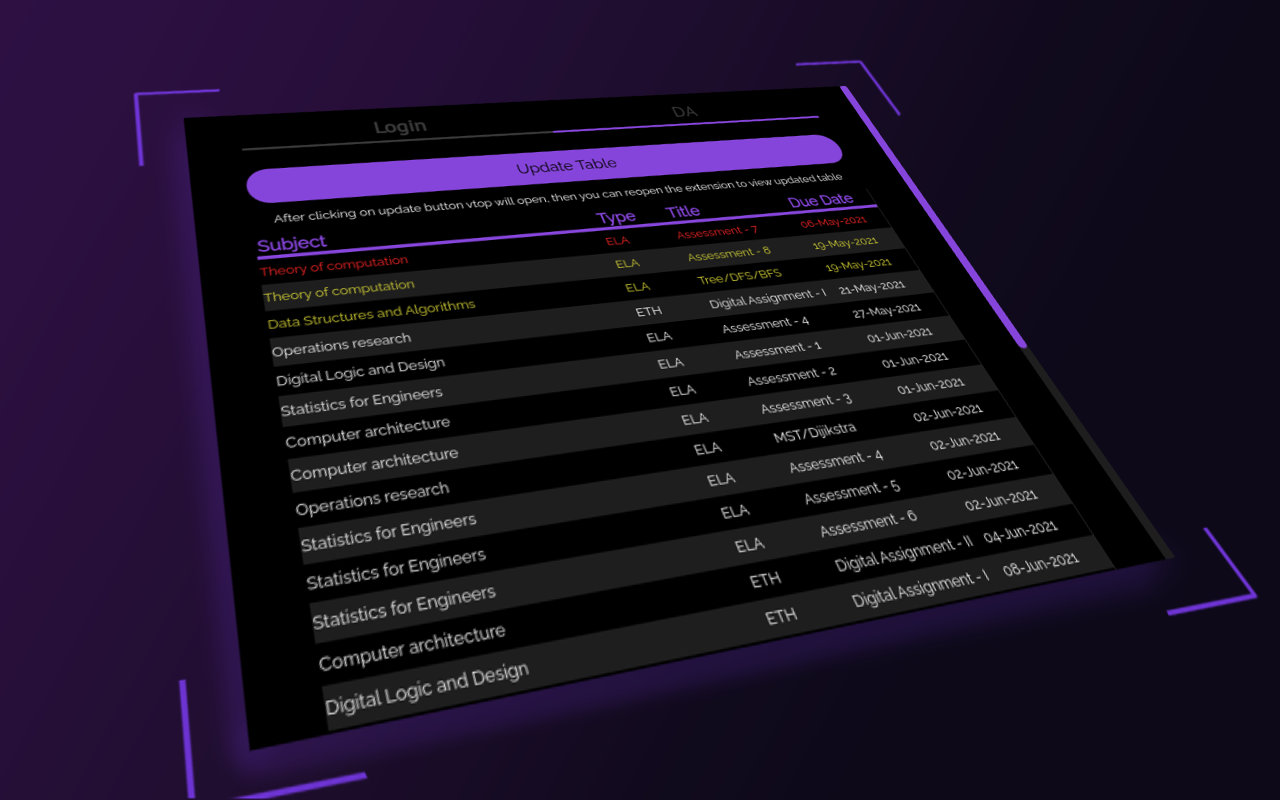 Login DA
Update Table
After clicking on update button vtop will open, then you can reopen the extension to view updated table
Subject Type Title Due Date
Theory of computation ELA Assessment - 7 06-May-2021
Theory of computation ELA Assessment - 8 19-May-2021
Data Structures and Algorithms ELA Tree/DFS/BFS 19-May-2021
Operations research ETH Digital Assignment - I 21-May-2021
Digital Logic and Design ELA Assessment - 4 27-May-2021
Statistics for Engineers ELA Assessment - 1 01-Jun-2021
Computer architecture ELA Assessment - 2 01-Jun-2021
Computer architecture ELA Assessment - 3 01-Jun-2021
Operations research ELA MST/Dijikstra 02-Jun-2021
Statistics for Engineers ELA Assessment - 4 02-Jun-2021
Statistics for Engineers ELA Assessment - 5 02-Jun-2021
Statistics for Engineers ELA Assessment - 6 02-Jun-2021
Computer architecture ETH Digital Assignment - II 04-Jun-2021
Digital Logic and Design ETH Digital Assignment - I 08-Jun-2021